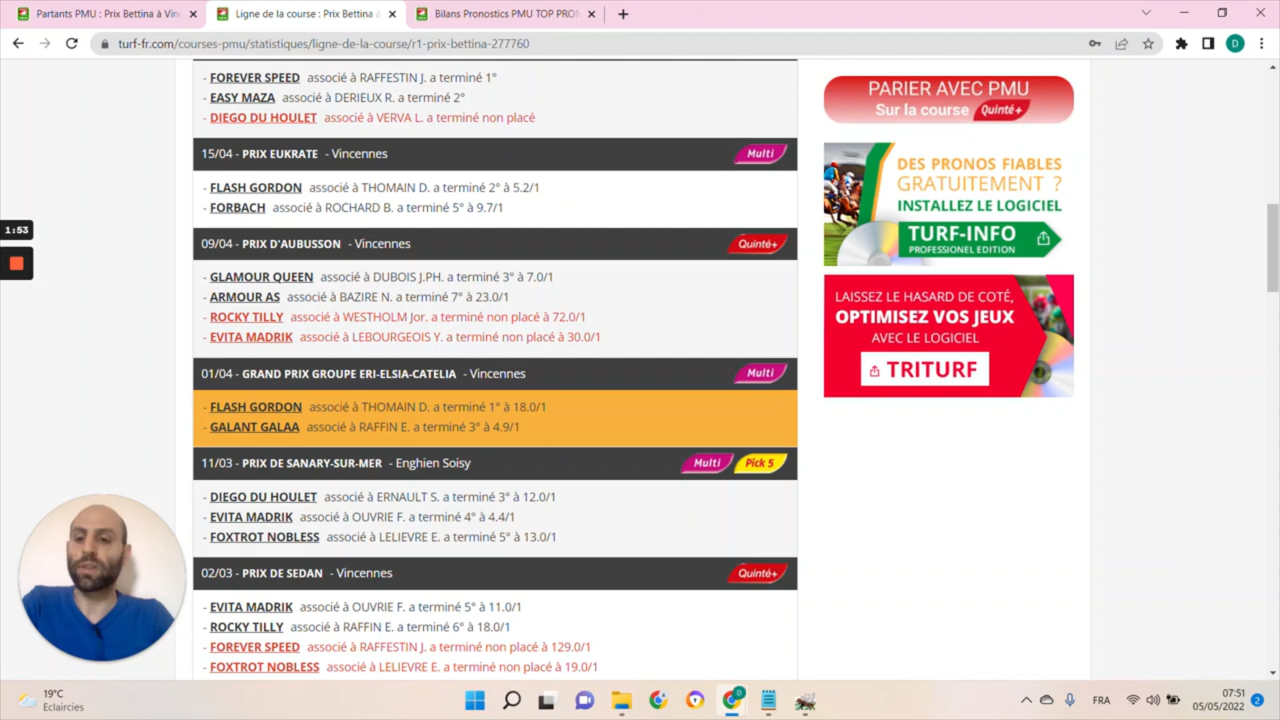 Partants PMU : Prix Bettina à Vin
Ligne de la course : Prix Bettina à
Bilans Pronostics PMU TOP PRON
turf-fr.com/courses-pmu/statistiques/ligne-de-la-course/r1-prix-bettina-277760
D
- FOREVER SPEED associé à RAFFESTIN J. a terminé 1°
- EASY MAZA associé à DERIEUX R. a terminé 2°
- DIEGO DU HOULET associé à VERVA L. a terminé non placé
15/04 - PRIX EUKRATE - Vincennes Multi
- FLASH GORDON associé à THOMAIN D. a terminé 2° à 5.2/1
- FORBACH associé à ROCHARD B. a terminé 5° à 9.7/1
09/04 - PRIX D'AUBUSSON - Vincennes Quinté+
- GLAMOUR QUEEN associé à DUBOIS J.PH. a terminé 3° à 7.0/1
- ARMOUR AS associé à BAZIRE N. a terminé 7° à 23.0/1
- ROCKY TILLY associé à WESTHOLM Jor. a terminé non placé à 72.0/1
- EVITA MADRIK associé à LEBOURGEOIS Y. a terminé non placé à 30.0/1
01/04 - GRAND PRIX GROUPE ERI-ELSIA-CATELIA - Vincennes Multi
- FLASH GORDON associé à THOMAIN D. a terminé 1° à 18.0/1
- GALANT GALAA associé à RAFFIN E. a terminé 3° à 4.9/1
11/03 - PRIX DE SANARY-SUR-MER - Enghien Soisy Multi Pick 5
- DIEGO DU HOULET associé à ERNAULT S. a terminé 3° à 12.0/1
- EVITA MADRIK associé à OUVRIE F. a terminé 4° à 4.4/1
- FOXTROT NOBLESS associé à LELIEVRE E. a terminé 5° à 13.0/1
02/03 - PRIX DE SEDAN - Vincennes Quinté+
- EVITA MADRIK associé à OUVRIE F. a terminé 5° à 11.0/1
- ROCKY TILLY associé à RAFFIN E. a terminé 6° à 18.0/1
- FOREVER SPEED associé à RAFFESTIN J. a terminé non placé à 129.0/1
- FOXTROT NOBLESS associé à LELIEVRE E. a terminé non placé à 19.0/1
PARIER AVEC PMU
Sur la course Quinté+
DES PRONOS FIABLES
GRATUITEMENT ?
INSTALLEZ LE LOGICIEL
TURF-INFO
PROFESSIONEL EDITION
LAISSEZ LE HASARD DE COTÉ,
OPTIMISEZ VOS JEUX
AVEC LE LOGICIEL
TRITURF
1:53
19°C
Eclaircies
D
FRA
07:51
05/05/2022
2